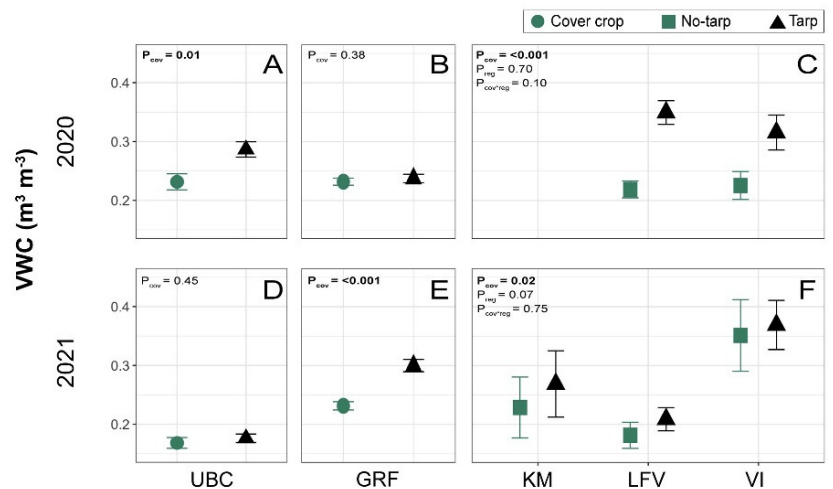 Cover crop No-tarp Tarp
VWC (m³ m⁻³)
2020
P_cov = 0.01
A
P_cov = 0.38
B
P_cov = <0.001
P_reg = 0.70
P_cov*reg = 0.10
C
0.4
0.3
0.2
2021
P_cov = 0.45
D
P_cov = <0.001
E
P_cov = 0.02
P_reg = 0.07
P_cov*reg = 0.75
F
0.4
0.3
0.2
UBC GRF KM LFV VI